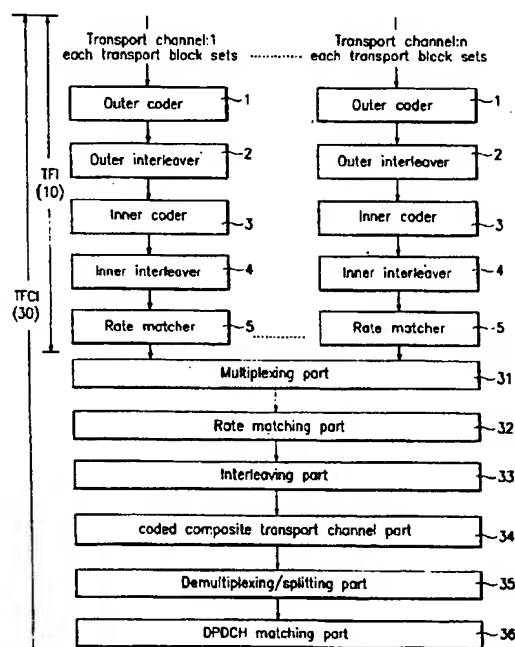 Transport channel:1
each transport block sets
Transport channel:n
each transport block sets
Outer coder
1
Outer coder
1
Outer interleaver
2
Outer interleaver
2
TFI
(10)
Inner coder
3
Inner coder
3
Inner interleaver
4
Inner interleaver
4
TFCI
(30)
Rate matcher
5
Rate matcher
5
Multiplexing part
31
Rate matching part
32
Interleaving part
33
coded composite transport channel part
34
Demultiplexing/splitting part
35
DPDCH matching part
36